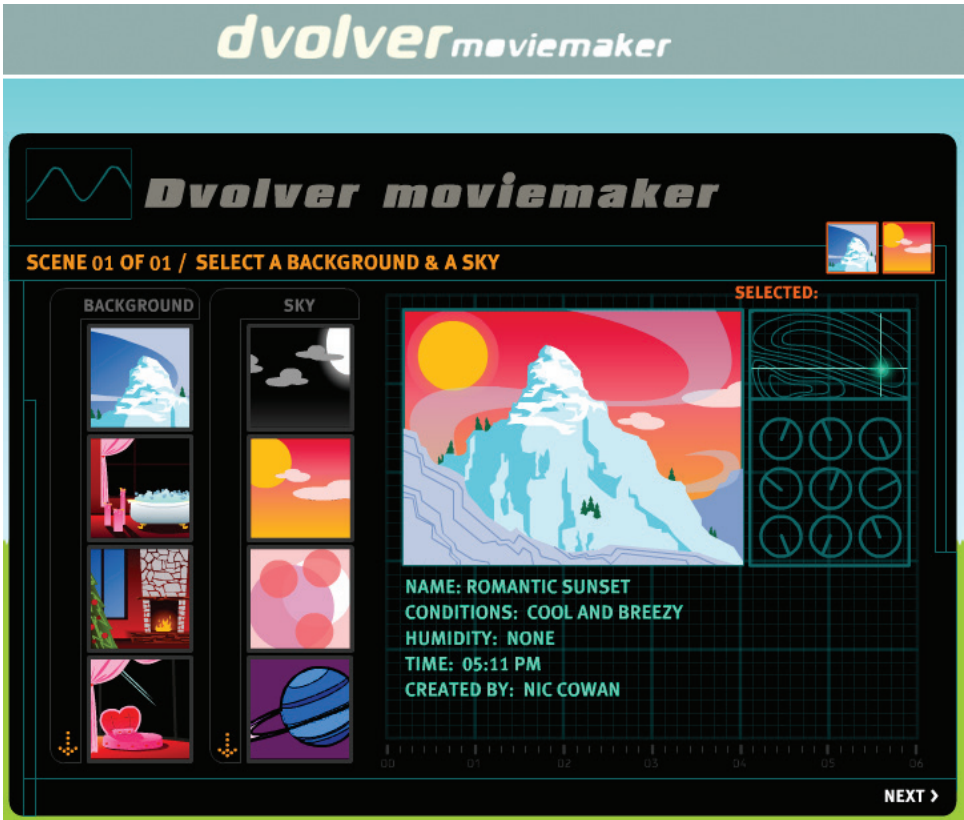 dvolver moviemaker
Dvolver moviemaker
SCENE 01 OF 01 / SELECT A BACKGROUND & A SKY
SELECTED:
BACKGROUND
SKY
NAME: ROMANTIC SUNSET
CONDITIONS: COOL AND BREEZY
HUMIDITY: NONE
TIME: 05:11 PM
CREATED BY: NIC COWAN
00 01 02 03 04 05 06
NEXT >